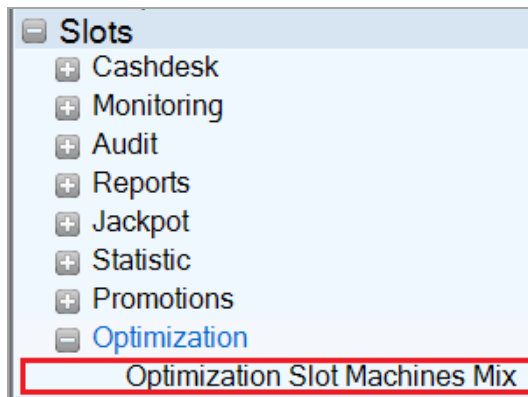 Slots
Cashdesk
Monitoring
Audit
Reports
Jackpot
Statistic
Promotions
Optimization
Optimization Slot Machines Mix